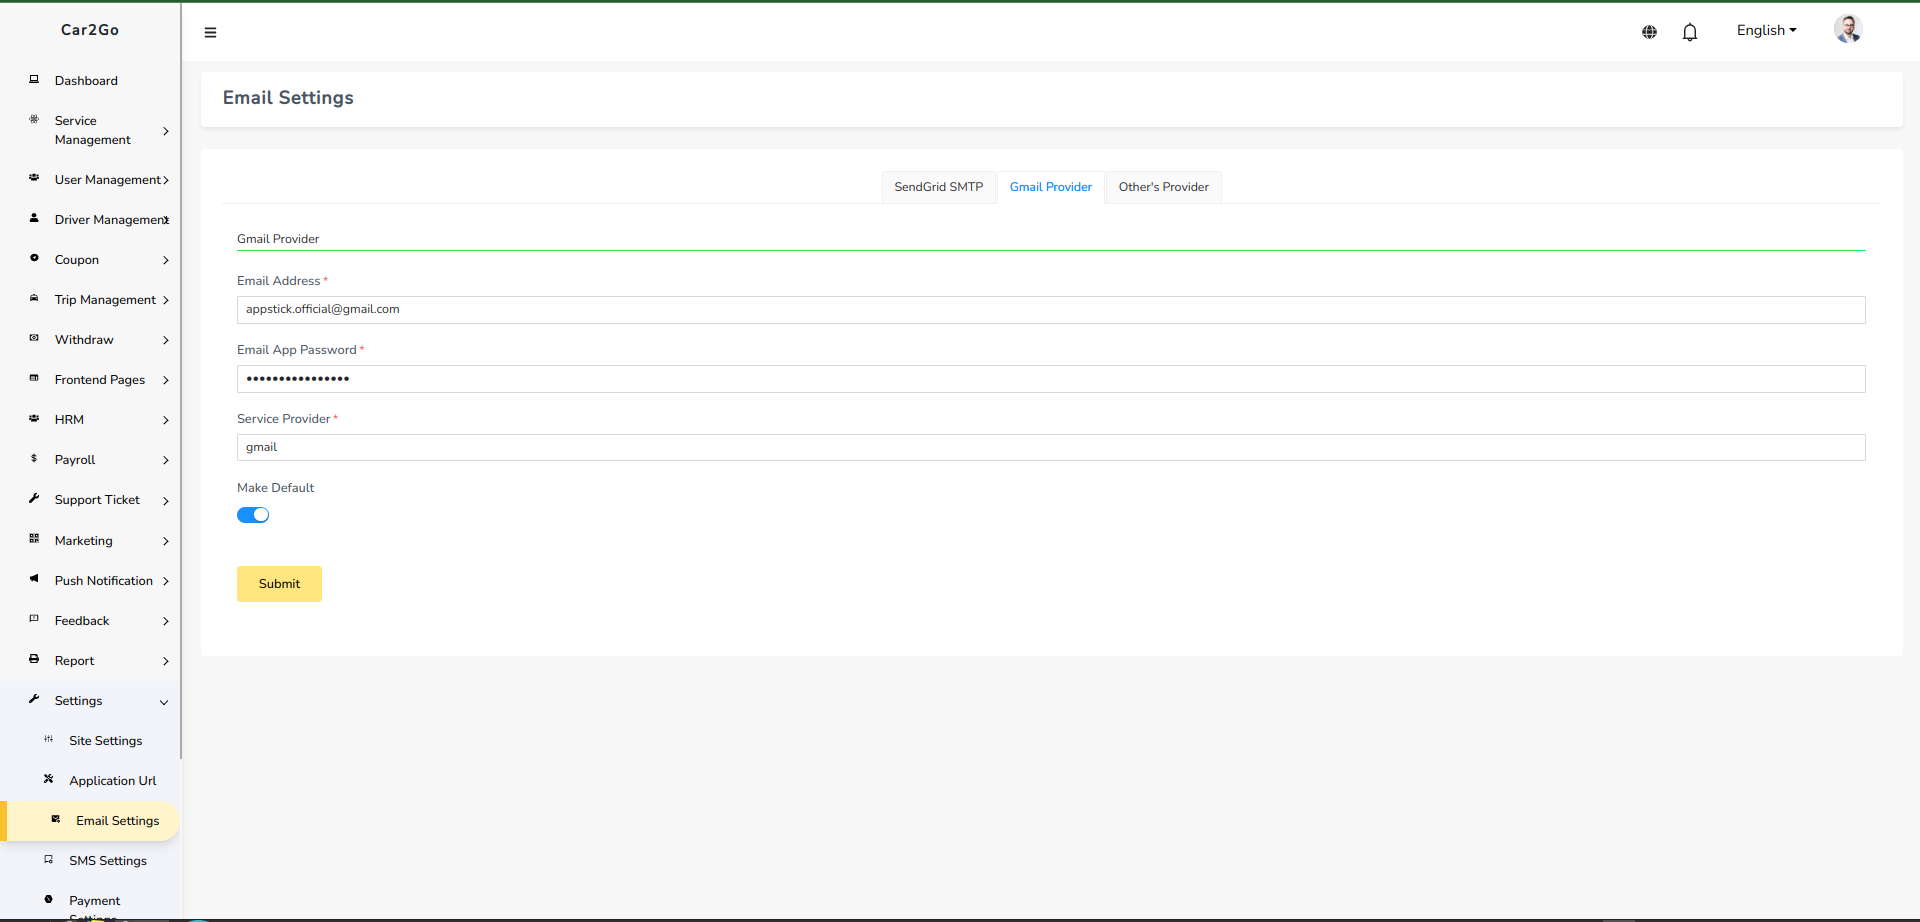 Car2Go
English
Dashboard
Service
Management
User Management
Driver Management
Coupon
Trip Management
Withdraw
Frontend Pages
HRM
Payroll
Support Ticket
Marketing
Push Notification
Feedback
Report
Settings
Site Settings
Application Url
Email Settings
SMS Settings
Payment
Settings
Email Settings
SendGrid SMTP
Gmail Provider
Other's Provider
Gmail Provider
Email Address *
appstick.official@gmail.com
Email App Password *
••••••••••••••••
Service Provider *
gmail
Make Default
Submit